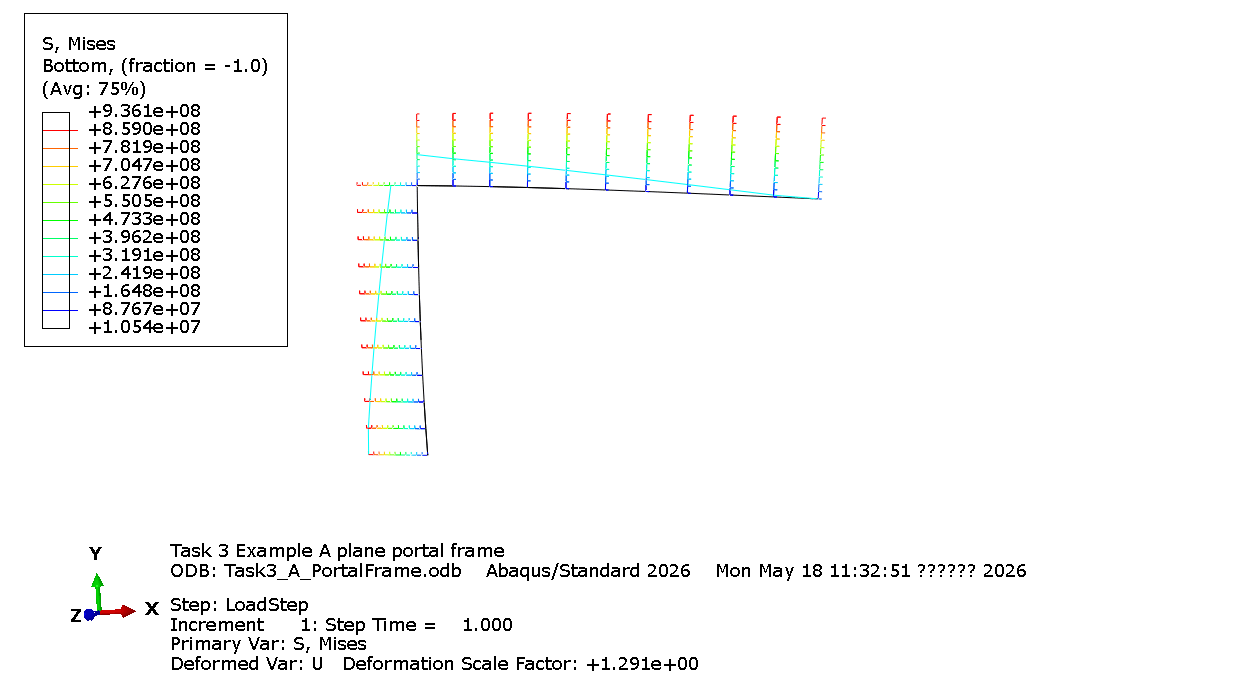 S, Mises
Bottom, (fraction = -1.0)
(Avg: 75%)
+9.361e+08
+8.590e+08
+7.819e+08
+7.047e+08
+6.276e+08
+5.505e+08
+4.733e+08
+3.962e+08
+3.191e+08
+2.419e+08
+1.648e+08
+8.767e+07
+1.054e+07
Y
Z
X
Task 3 Example A plane portal frame
ODB: Task3_A_PortalFrame.odb Abaqus/Standard 2026 Mon May 18 11:32:51 ?????? 2026
Step: LoadStep
Increment 1: Step Time = 1.000
Primary Var: S, Mises
Deformed Var: U Deformation Scale Factor: +1.291e+00